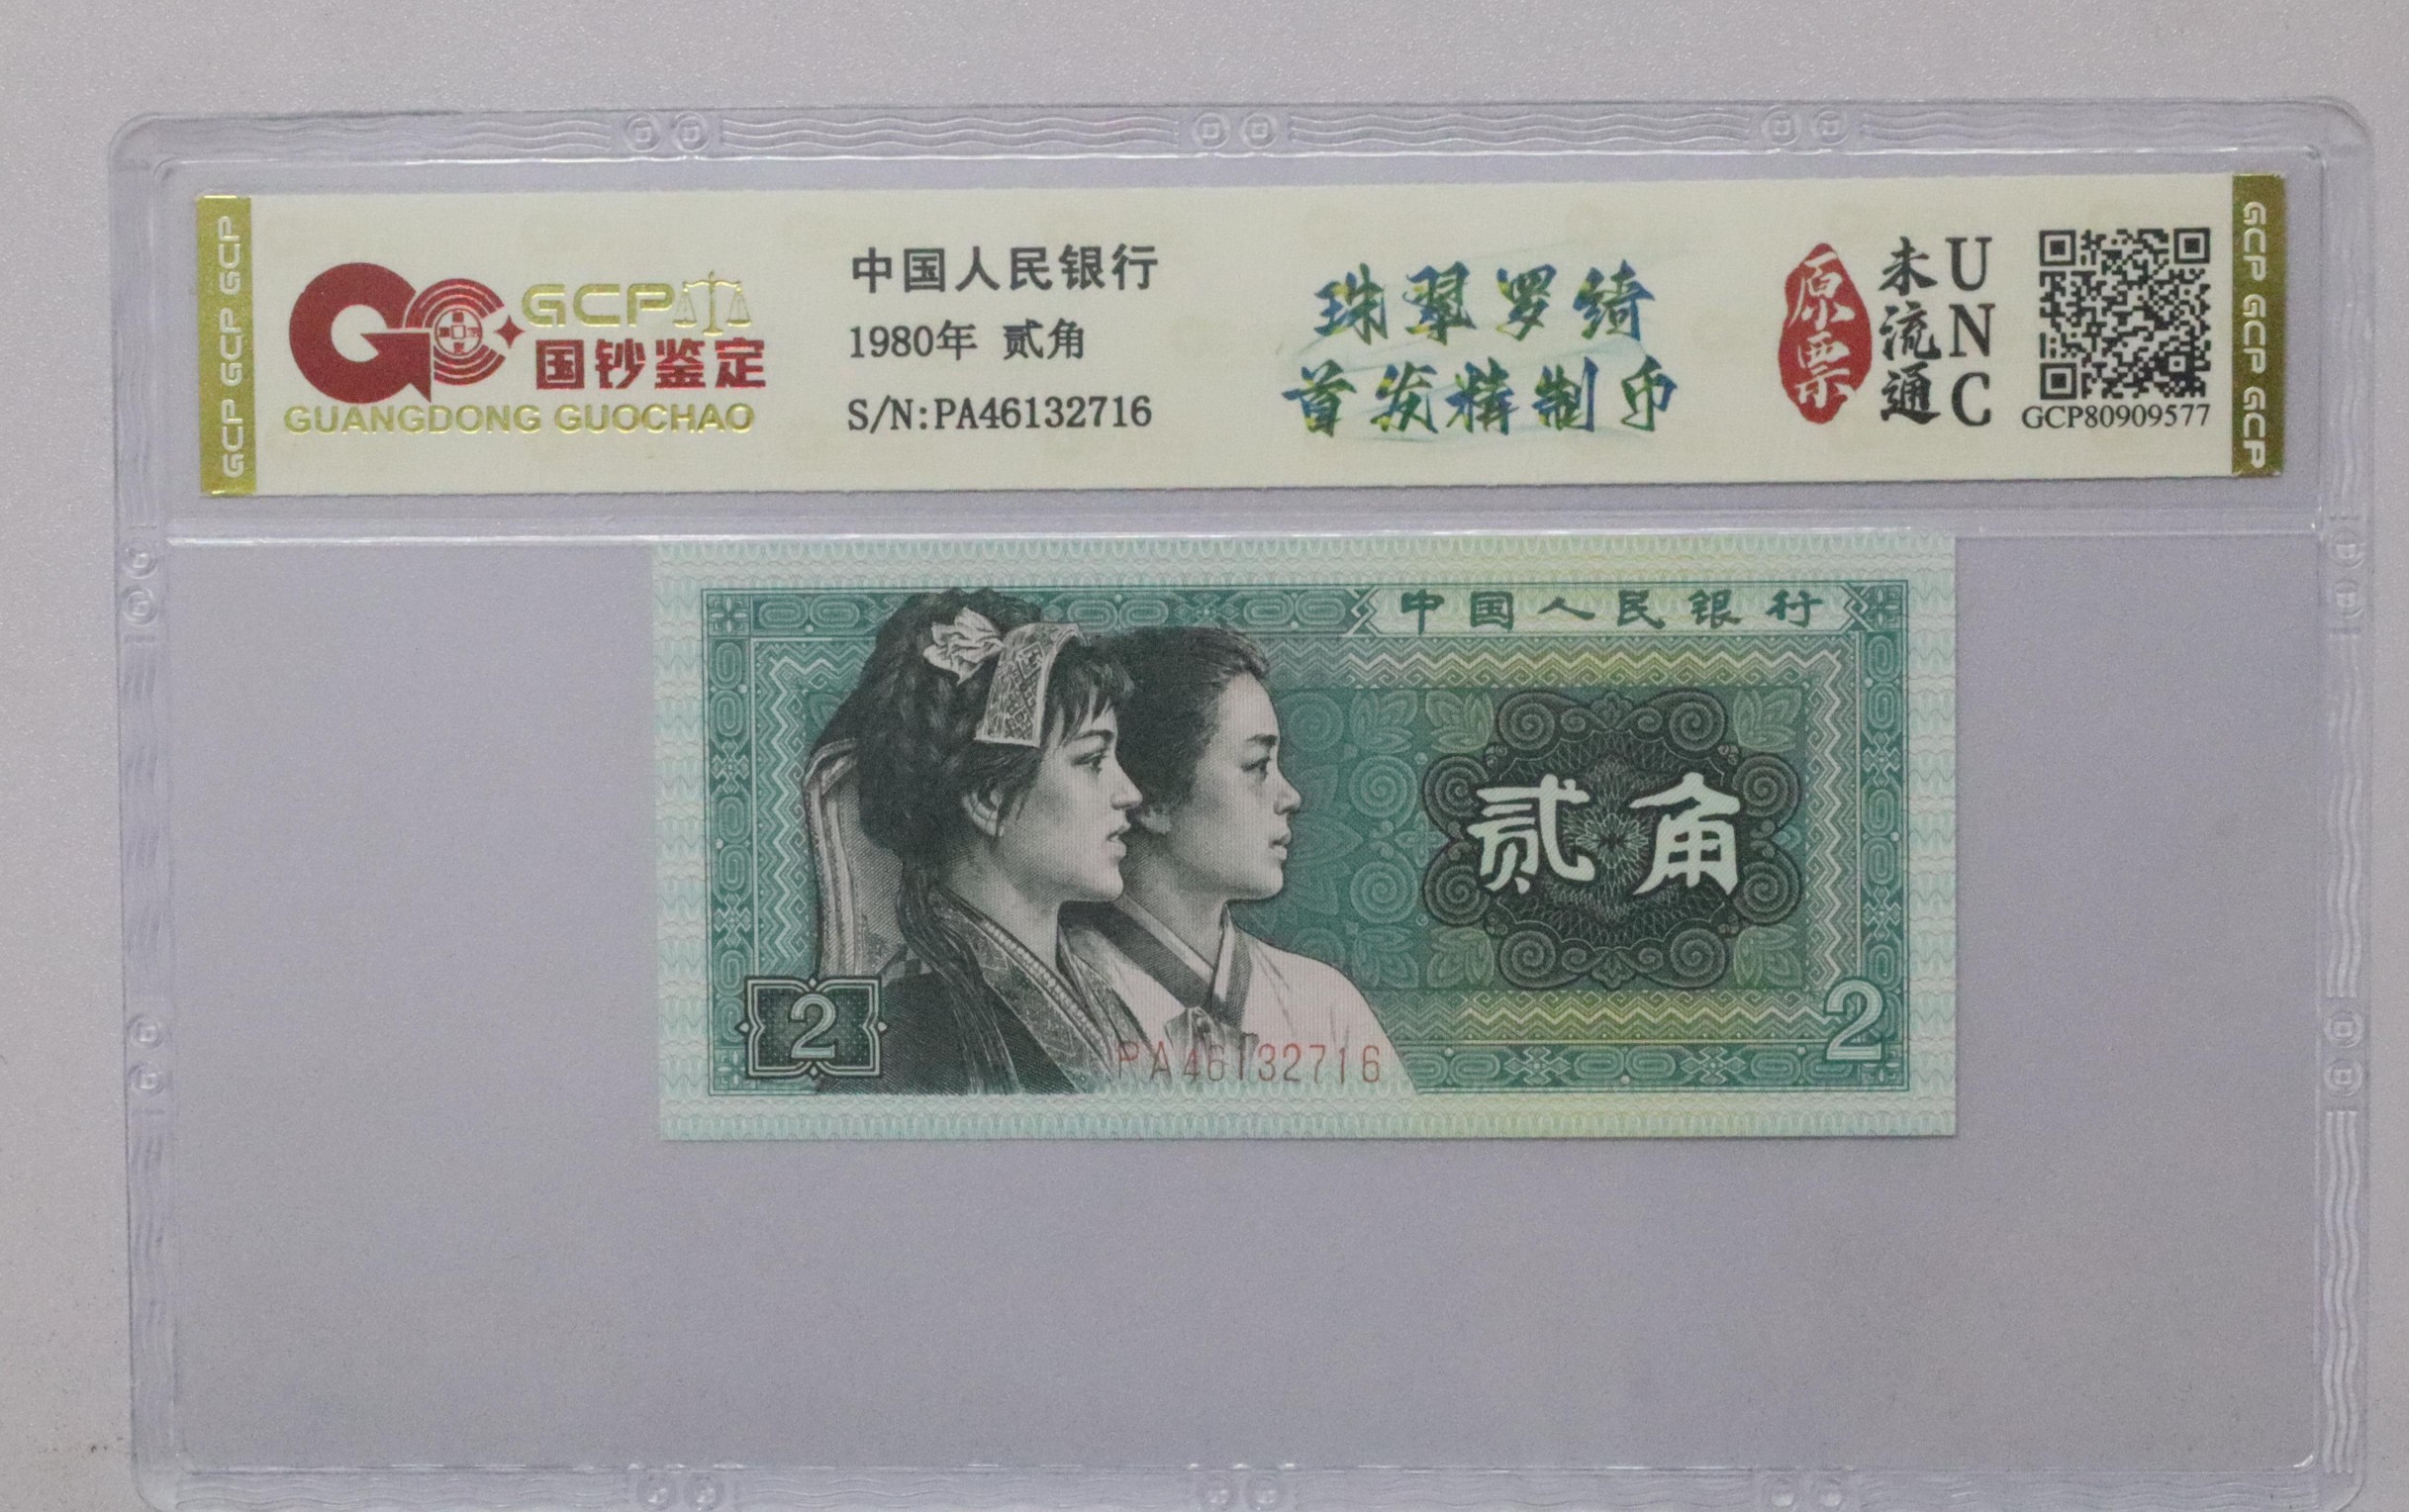 GCP GCP GCP
GCP
国钞鉴定
GUANGDONG GUOCHAO
中国人民银行
1980年 贰角
S/N:PA46132716
珠翠罗绮
首发精制币
原票
未流通
UNC
GCP80909577
GCP GCP GCP
中国人民银行
贰角
2
PA46132716
2